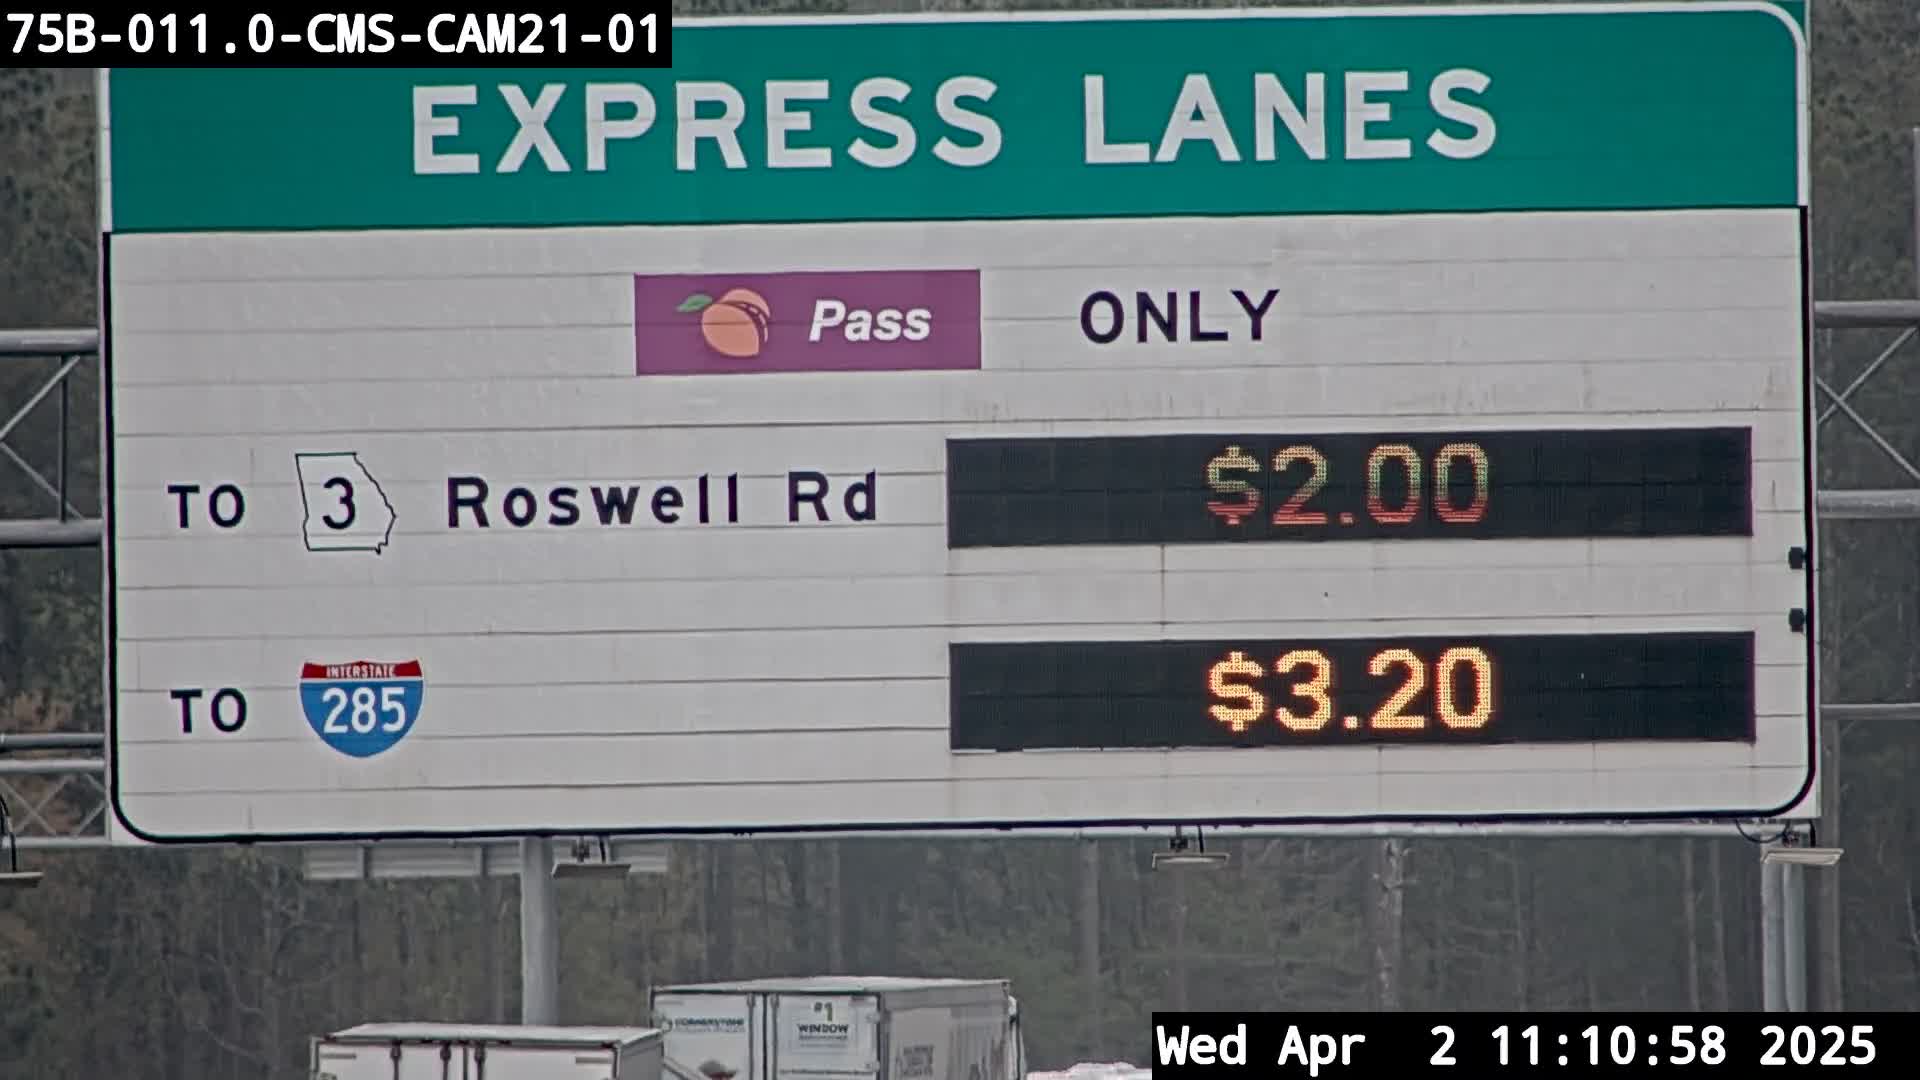 75B-011.0-CMS-CAM21-01
EXPRESS LANES
Pass ONLY
TO 3 Roswell Rd $2.00
TO INTERSTATE 285 $3.20
CORNERSTONE
#1
WINDOW
Wed Apr 2 11:10:58 2025